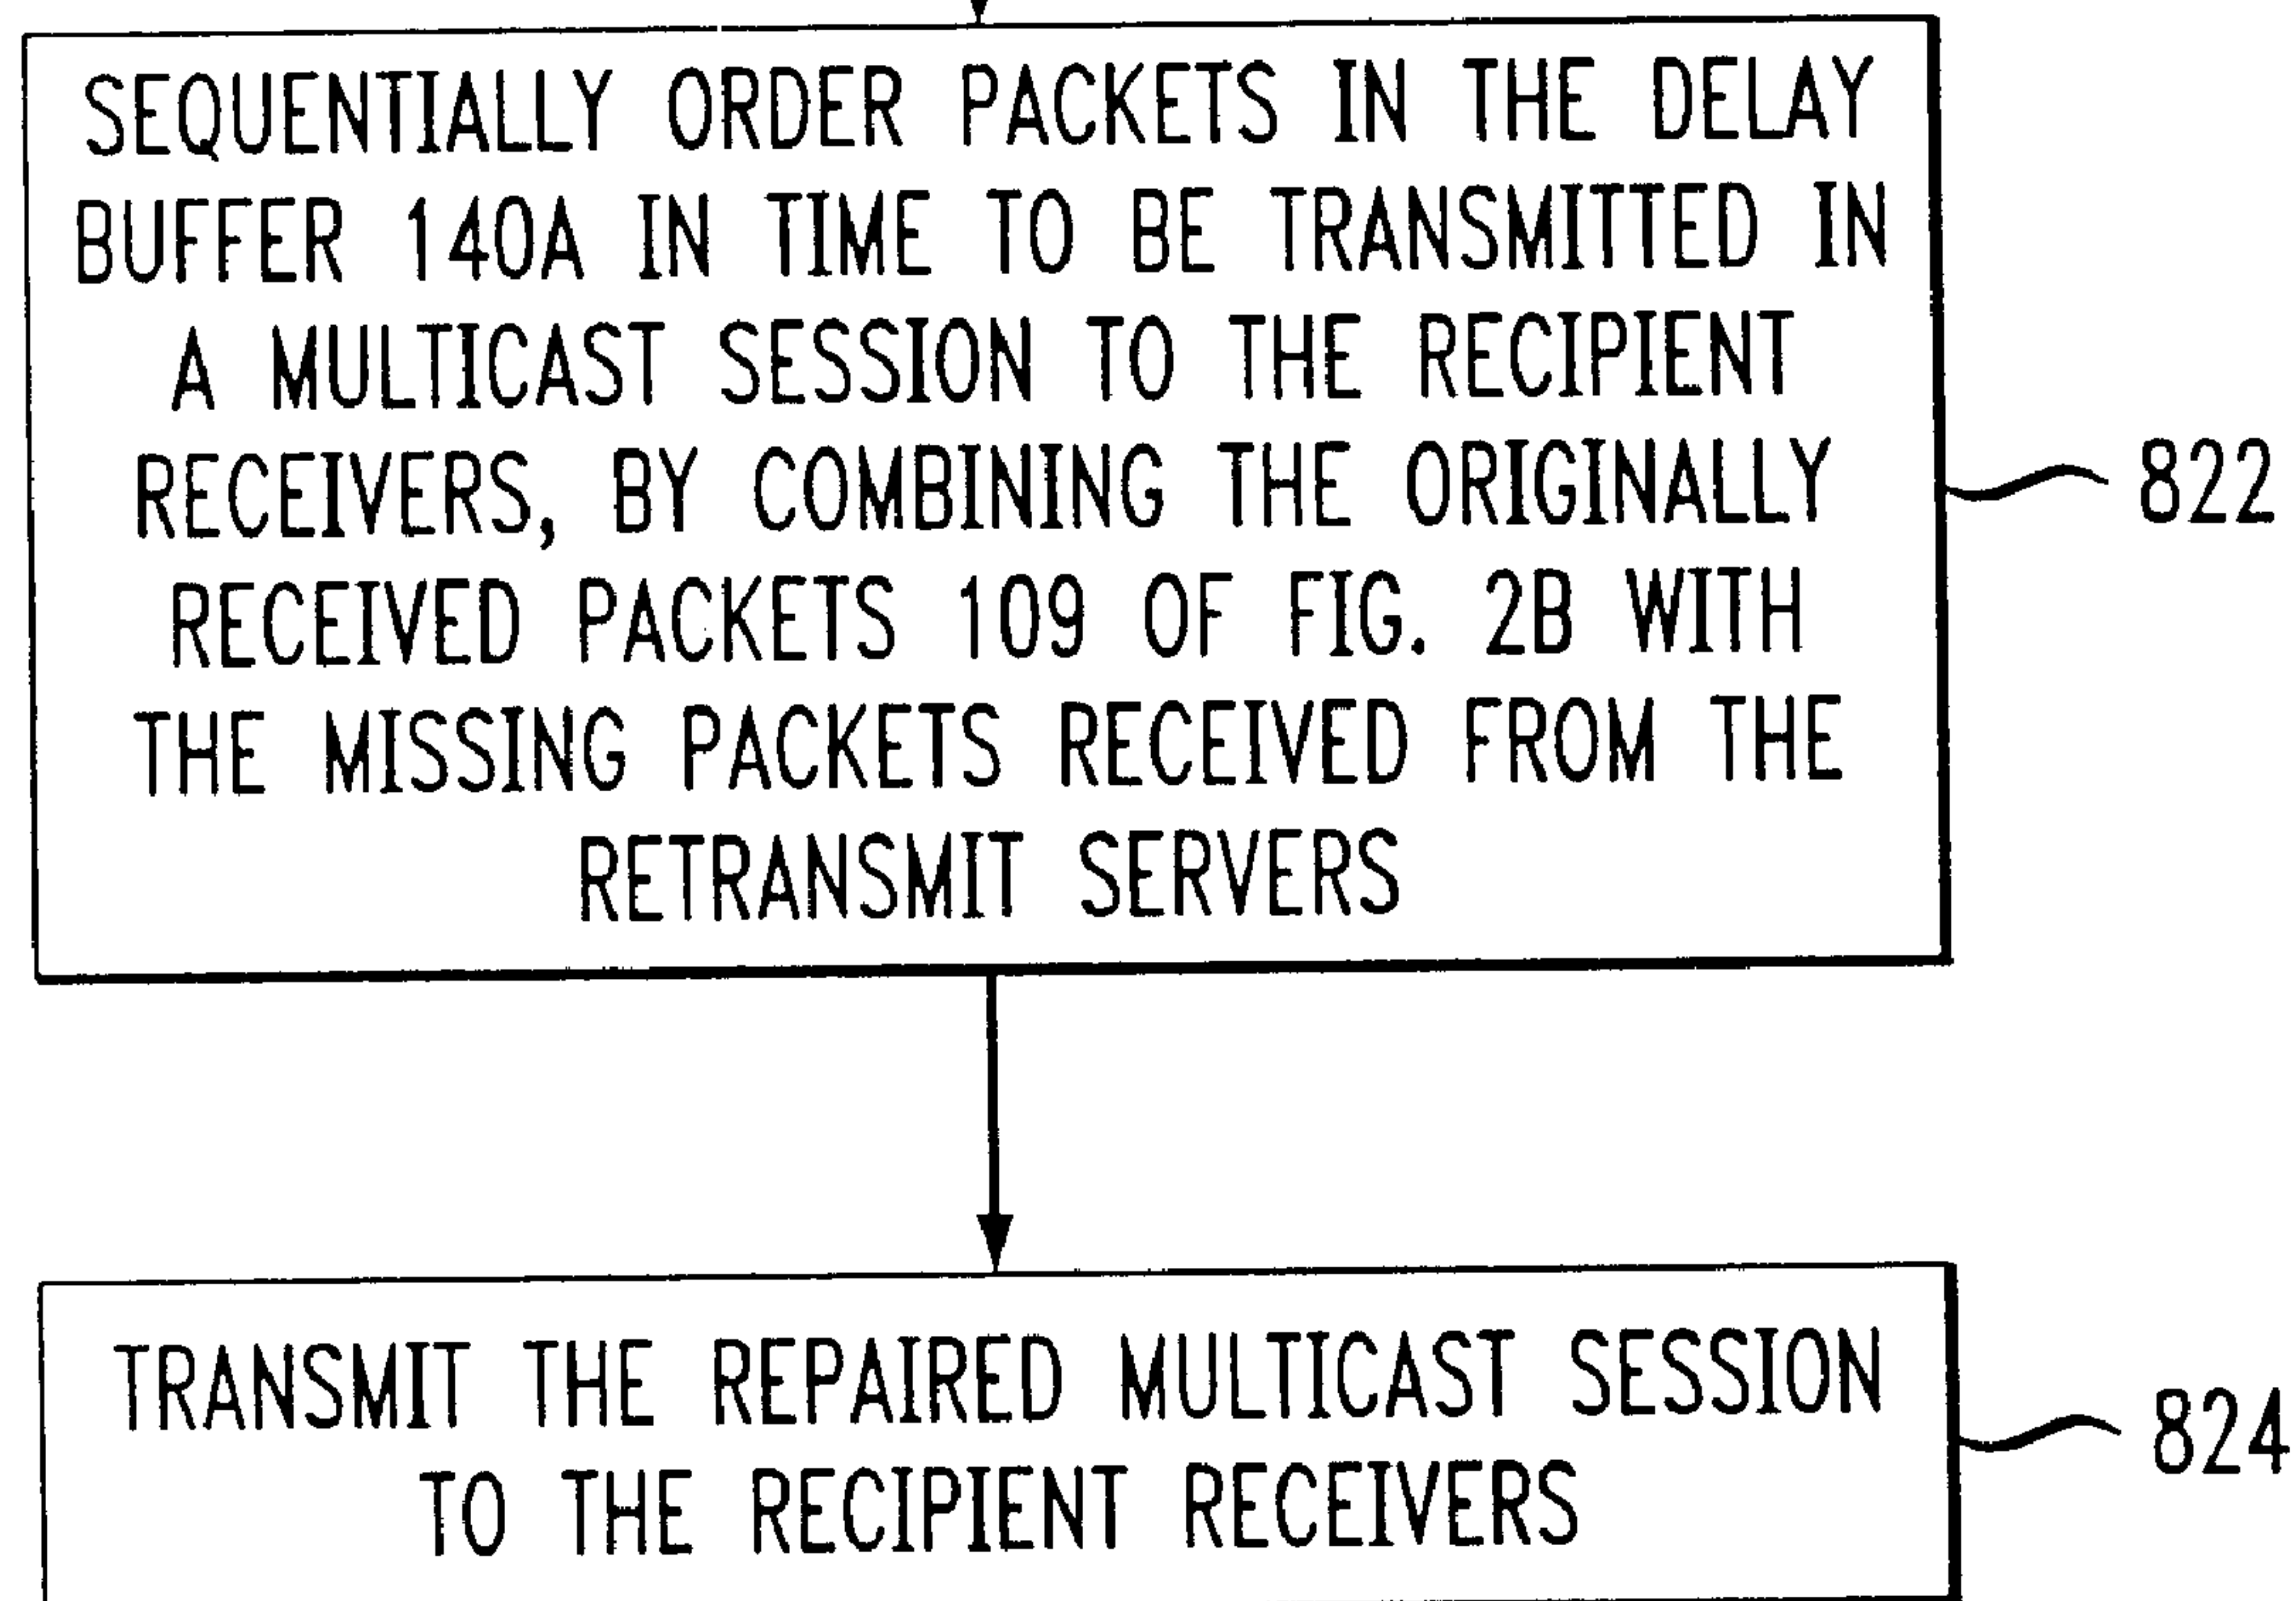 SEQUENTIALLY ORDER PACKETS IN THE DELAY
BUFFER 140A IN TIME TO BE TRANSMITTED IN
A MULTICAST SESSION TO THE RECIPIENT
RECEIVERS, BY COMBINING THE ORIGINALLY
RECEIVED PACKETS 109 OF FIG. 2B WITH
THE MISSING PACKETS RECEIVED FROM THE
RETRANSMIT SERVERS
822
TRANSMIT THE REPAIRED MULTICAST SESSION
TO THE RECIPIENT RECEIVERS
824